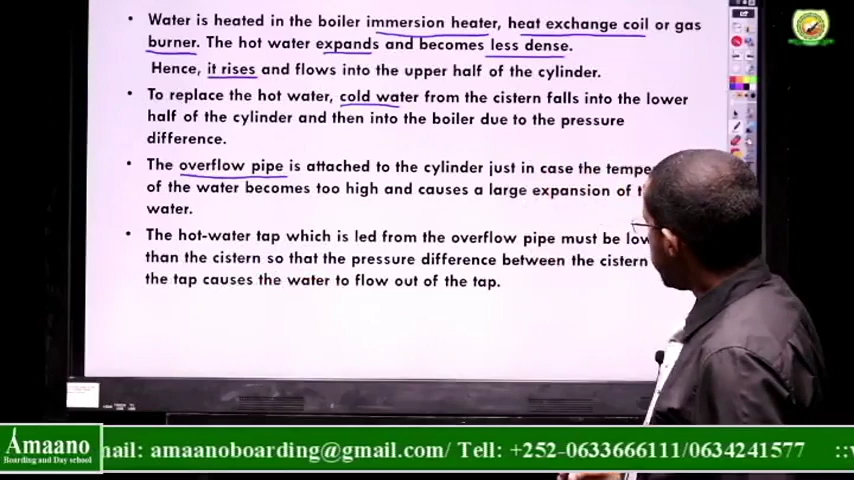 • Water is heated in the boiler immersion heater, heat exchange coil or gas
burner. The hot water expands and becomes less dense.
Hence, it rises and flows into the upper half of the cylinder.
• To replace the hot water, cold water from the cistern falls into the lower
half of the cylinder and then into the boiler due to the pressure
difference.
• The overflow pipe is attached to the cylinder just in case the tempe
of the water becomes too high and causes a large expansion of
water.
• The hot-water tap which is led from the overflow pipe must be low
than the cistern so that the pressure difference between the cistern
the tap causes the water to flow out of the tap.
Amaano
Boarding and Day school
mail: amaanoboarding@gmail.com/ Tell: +252-0633666111/0634241577 ::